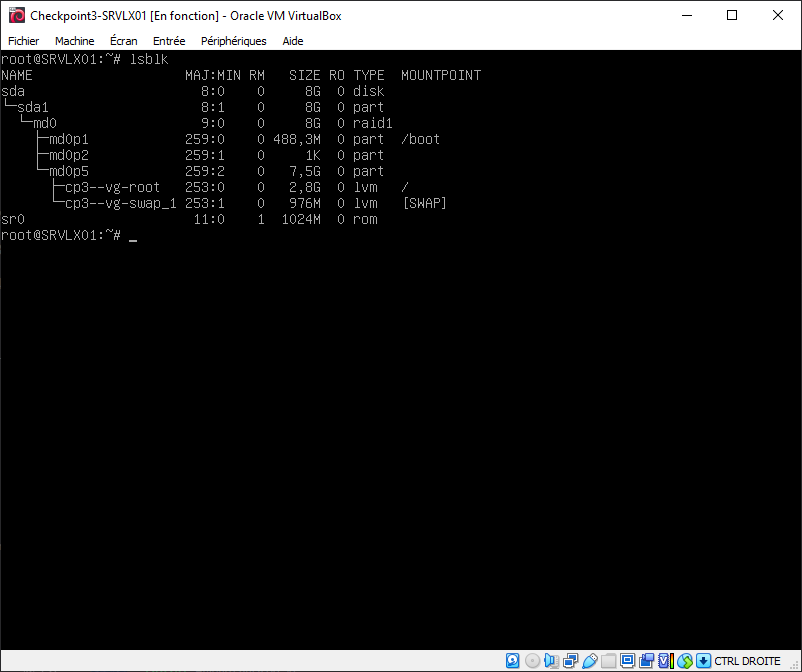 Checkpoint3-SRVLX01 [En fonction] - Oracle VM VirtualBox
Fichier Machine Écran Entrée Périphériques Aide
root@SRVLX01:~# lsblk
NAME                   MAJ:MIN RM   SIZE RO TYPE  MOUNTPOINT
sda                      8:0    0     8G  0 disk
└─sda1                   8:1    0     8G  0 part
  └─md0                  9:0    0     8G  0 raid1
    ├─md0p1            259:0    0 488,3M  0 part  /boot
    ├─md0p2            259:1    0     1K  0 part
    └─md0p5            259:2    0   7,5G  0 part
      ├─cp3--vg-root   253:0    0   2,8G  0 lvm   /
      └─cp3--vg-swap_1 253:1    0   976M  0 lvm   [SWAP]
sr0                     11:0    1  1024M  0 rom
root@SRVLX01:~# _
CTRL DROITE